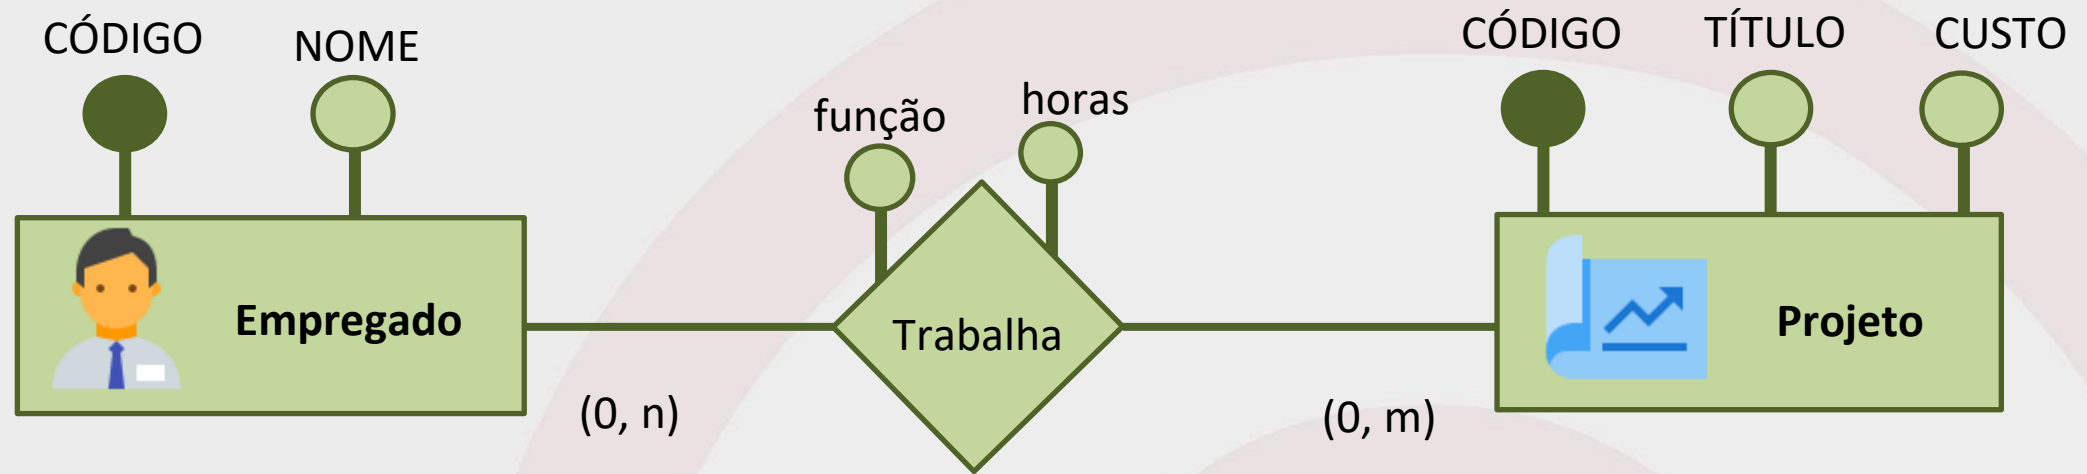 CÓDIGO
NOME
função
horas
CÓDIGO
TÍTULO
CUSTO
Empregado
Trabalha
Projeto
(0, n)
(0, m)